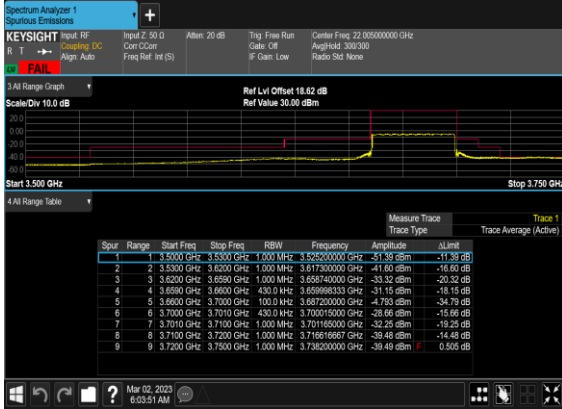 Spectrum Analyzer 1
Spurious Emissions
+
KEYSIGHT Input: RF Input Z: 50 Ω Atten: 20 dB Trig: Free Run Center Freq: 22.005000000 GHz
R T Coupling: DC Corr CCorr Gate: Off Avg|Hold: 300/300
Align: Auto Freq Ref: Int (S) IF Gain: Low Radio Std: None
LXI FAIL
3 All Range Graph
Ref Lvl Offset 18.62 dB
Scale/Div 10.0 dB Ref Value 30.00 dBm
20.0
0.00
-20.0
-40.0
-60.0
Start 3.500 GHz Stop 3.750 GHz
4 All Range Table
Measure Trace Trace 1
Trace Type Trace Average (Active)
Spur Range Start Freq Stop Freq RBW Frequency Amplitude ΔLimit
1 1 3.5000 GHz 3.5300 GHz 1.000 MHz 3.525200000 GHz -51.39 dBm -11.39 dB
2 2 3.5300 GHz 3.6200 GHz 1.000 MHz 3.617300000 GHz -41.60 dBm -16.60 dB
3 3 3.6200 GHz 3.6590 GHz 1.000 MHz 3.658740000 GHz -33.32 dBm -20.32 dB
4 4 3.6590 GHz 3.6600 GHz 430.0 kHz 3.659998333 GHz -31.15 dBm -18.15 dB
5 5 3.6600 GHz 3.7000 GHz 100.0 kHz 3.687200000 GHz -4.793 dBm -34.79 dB
6 6 3.7000 GHz 3.7010 GHz 430.0 kHz 3.700015000 GHz -28.66 dBm -15.66 dB
7 7 3.7010 GHz 3.7100 GHz 1.000 MHz 3.701165000 GHz -32.25 dBm -19.25 dB
8 8 3.7100 GHz 3.7200 GHz 1.000 MHz 3.716616667 GHz -39.48 dBm -14.48 dB
9 9 3.7200 GHz 3.7500 GHz 1.000 MHz 3.738200000 GHz -39.49 dBm F 0.505 dB
? Mar 02, 2023
6:03:51 AM